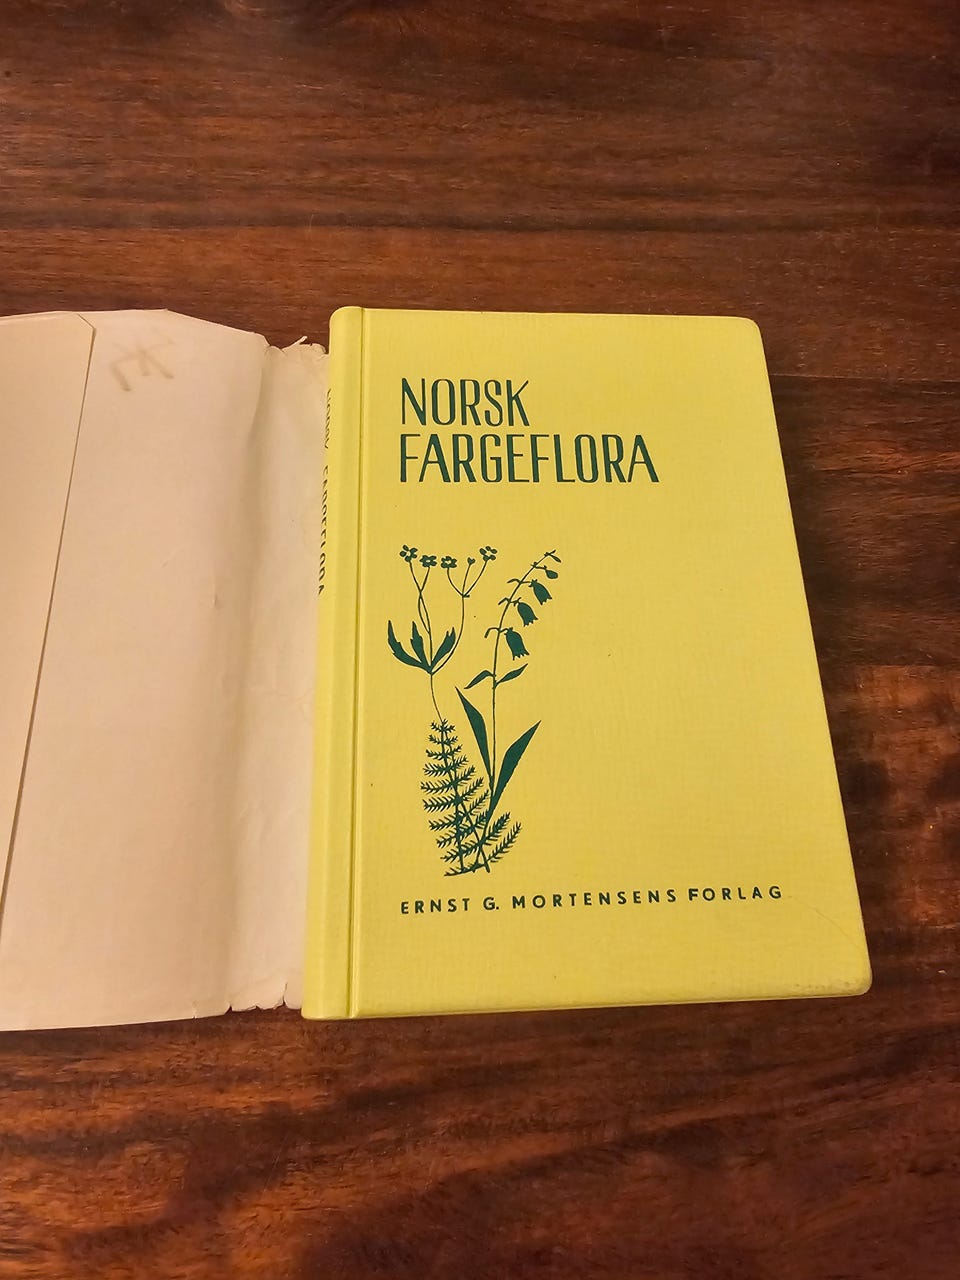 NORSK
FARGEFLORA
ERNST G. MORTENSENS FORLAG
NORSK FARGEFLORA